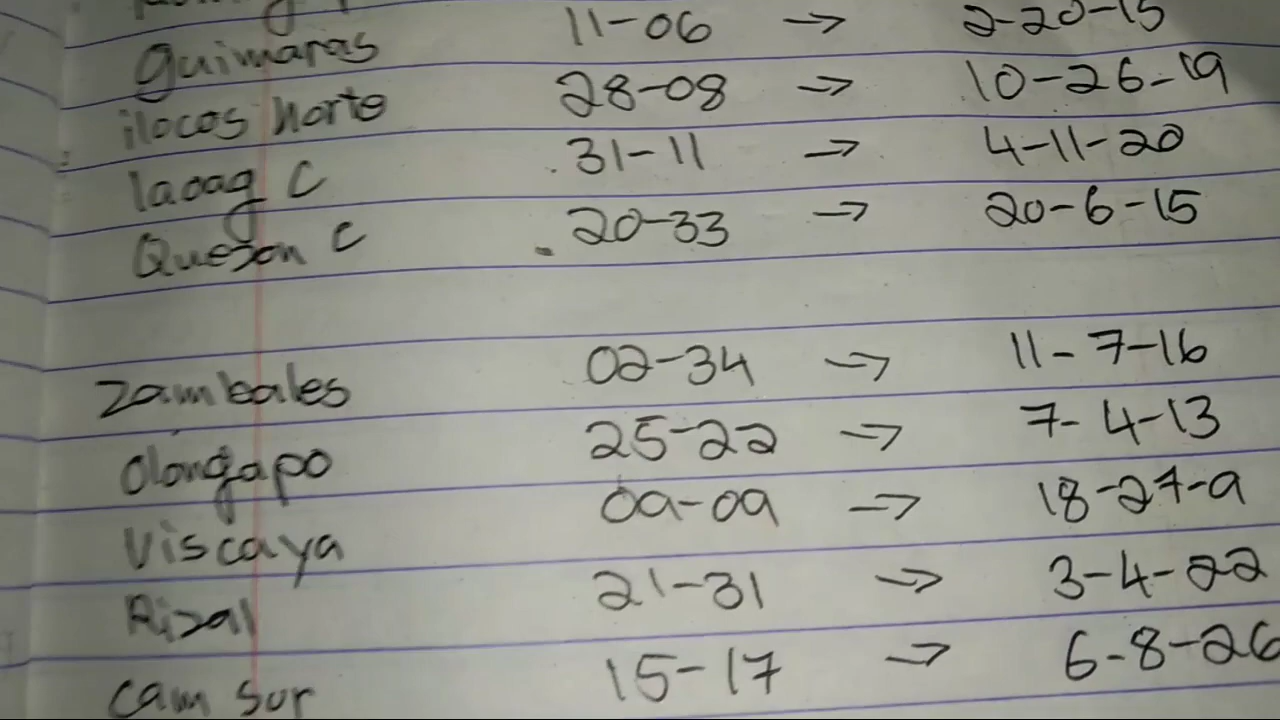 guimaras 11-06 → 2-20-15
ilocos Norte 28-08 → 10-26-19
laoag C 31-11 → 4-11-20
Quezon C 20-33 → 20-6-15
Zambales 02-34 → 11-7-16
Olongapo 25-22 → 7-4-13
Viscaya 09-09 → 18-27-9
Rizal 21-31 → 3-4-22
cam sur 15-17 → 6-8-26